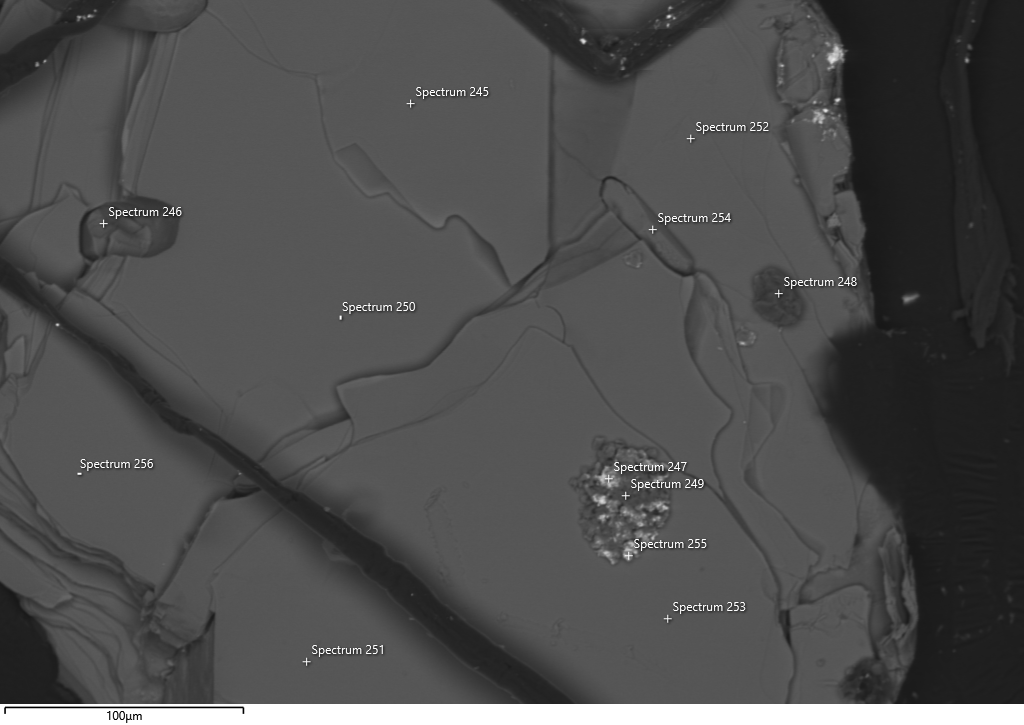 Spectrum 245
Spectrum 252
Spectrum 246
Spectrum 254
Spectrum 248
Spectrum 250
Spectrum 256
Spectrum 247
Spectrum 249
Spectrum 255
Spectrum 253
Spectrum 251
100μm